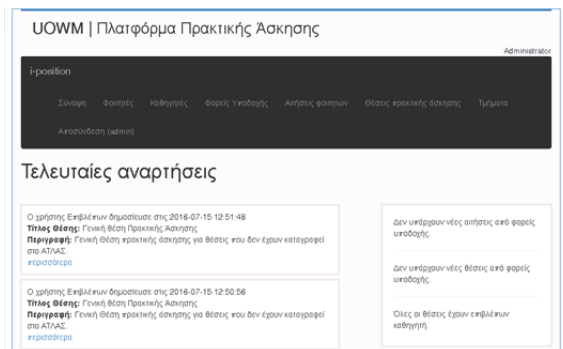 UOWM | Πλατφόρμα Πρακτικής Άσκησης
Administrator
i-position
Σύνοψη Φοιτητές Καθηγητές Φορείς Υποδοχής Αιτήσεις φοιτητών Θέσεις πρακτικής άσκησης Τμήματα
Αποσύνδεση (admin)
Τελευταίες αναρτήσεις
Ο χρήστης Επιβλέπων δημοσίευσε στις 2016-07-15 12:51:48
Τίτλος Θέσης: Γενική θέση Πρακτικής Άσκησης
Περιγραφή: Γενική Θέση πρακτικής άσκησης για θέσεις που δεν έχουν καταγραφεί
στο ΑΤΛΑΣ.
περισσότερα
Ο χρήστης Επιβλέπων δημοσίευσε στις 2016-07-15 12:50:56
Τίτλος Θέσης: Γενική θέση Πρακτικής Άσκησης
Περιγραφή: Γενική Θέση πρακτικής άσκησης για θέσεις που δεν έχουν καταγραφεί
στο ΑΤΛΑΣ.
περισσότερα
Δεν υπάρχουν νέες αιτήσεις από φορείς
υποδοχής.
Δεν υπάρχουν νέες θέσεις από φορείς
υποδοχής.
Όλες οι θέσεις έχουν επιβλέπων
καθηγητή.